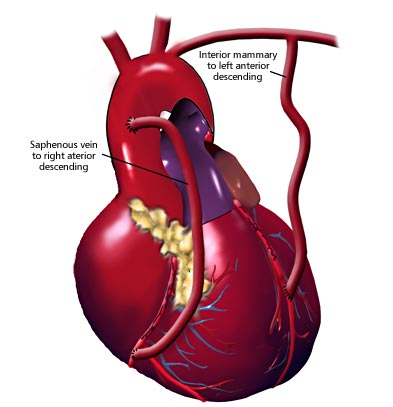 Interior mammary
to left anterior
descending
Saphenous vein
to right aterior
descending